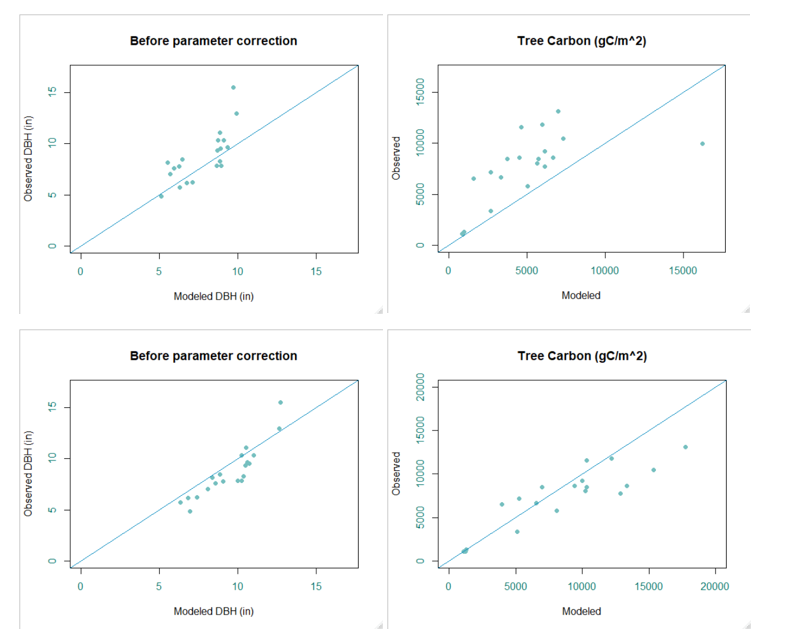 Before parameter correction
Observed DBH (in)
15
10
5
0
0 5 10 15
Modeled DBH (in)
Tree Carbon (gC/m^2)
Observed
15000
10000
5000
0
0 5000 10000 15000
Modeled
Before parameter correction
Observed DBH (in)
15
10
5
0
0 5 10 15
Modeled DBH (in)
Tree Carbon (gC/m^2)
Observed
20000
15000
10000
5000
0
0 5000 10000 15000 20000
Modeled